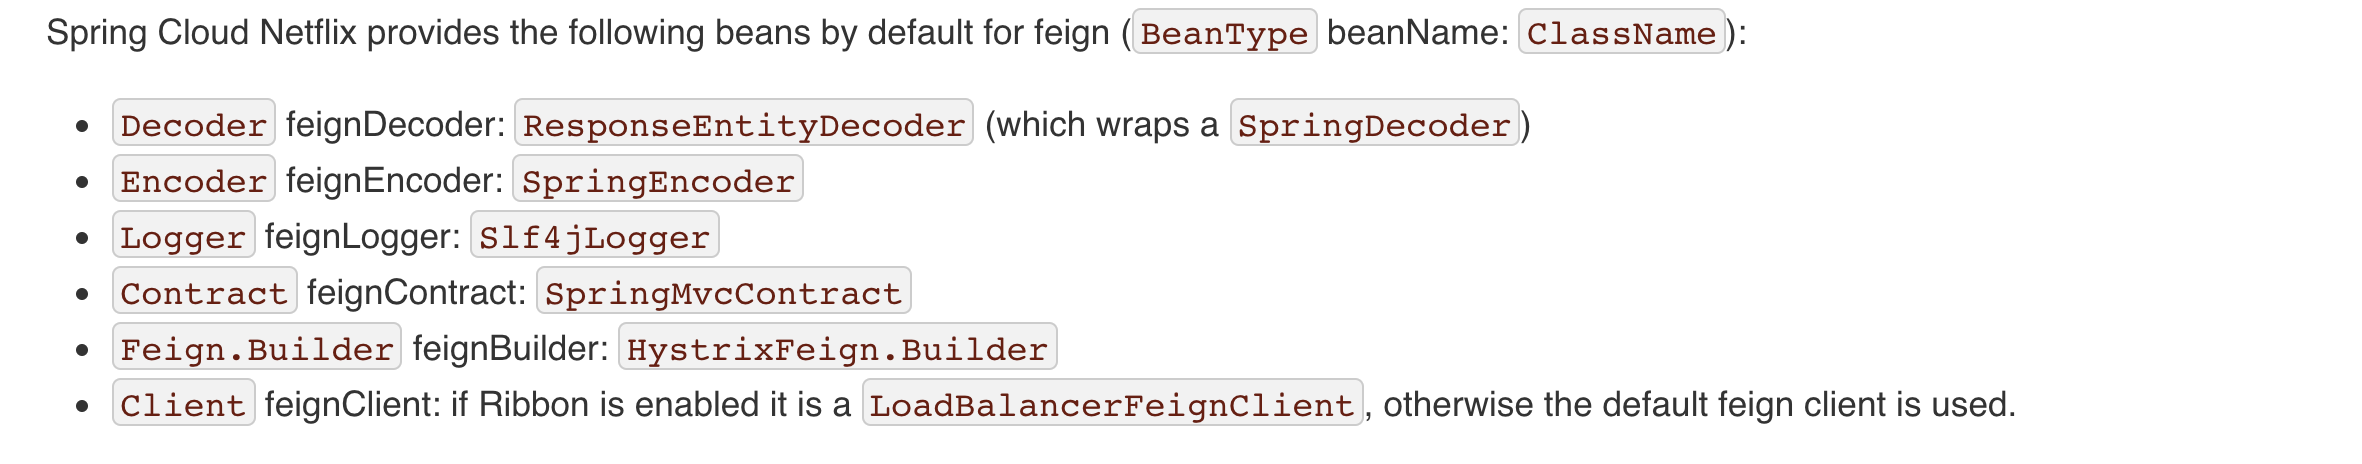 Spring Cloud Netflix provides the following beans by default for feign (BeanType beanName: ClassName):
• Decoder feignDecoder: ResponseEntityDecoder (which wraps a SpringDecoder)
• Encoder feignEncoder: SpringEncoder
• Logger feignLogger: Slf4jLogger
• Contract feignContract: SpringMvcContract
• Feign.Builder feignBuilder: HystrixFeign.Builder
• Client feignClient: if Ribbon is enabled it is a LoadBalancerFeignClient, otherwise the default feign client is used.